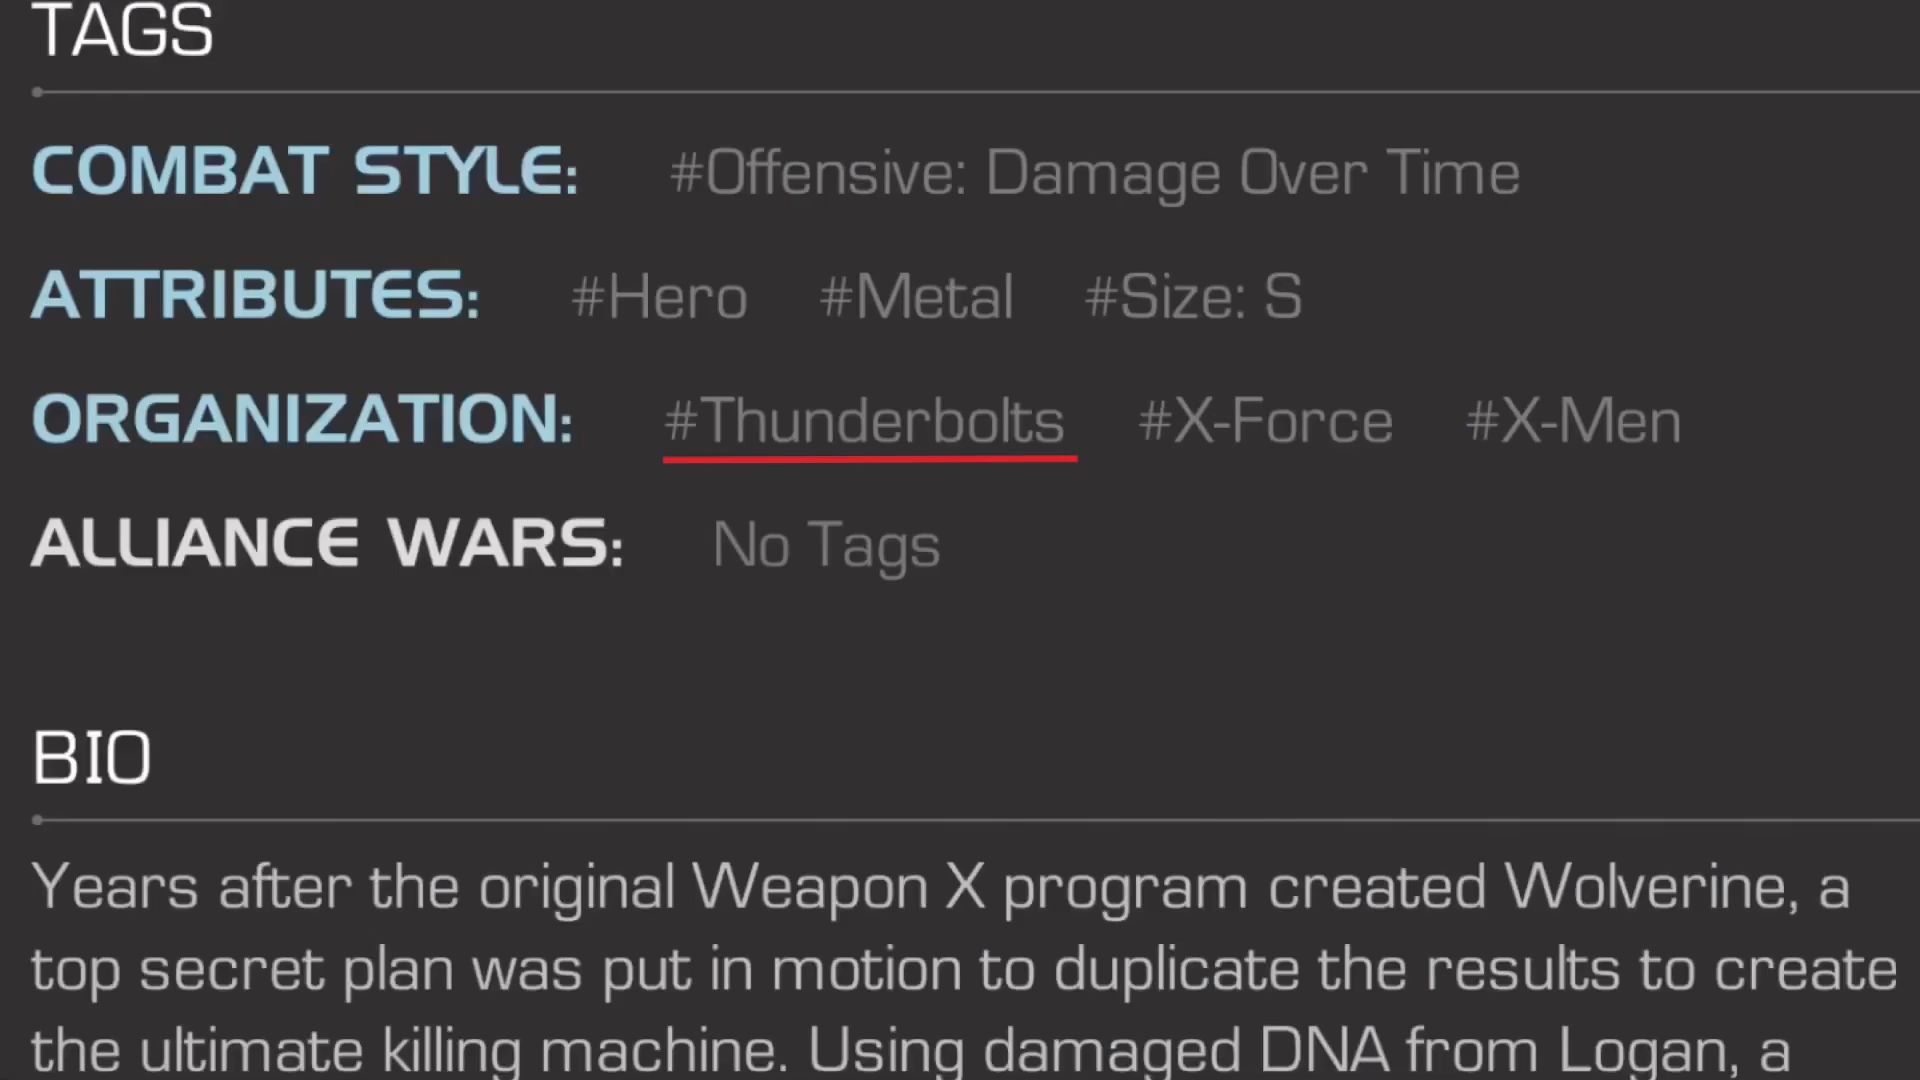 TAGS
COMBAT STYLE: #Offensive: Damage Over Time
ATTRIBUTES: #Hero #Metal #Size: S
ORGANIZATION: #Thunderbolts #X-Force #X-Men
ALLIANCE WARS: No Tags
BIO
Years after the original Weapon X program created Wolverine, a
top secret plan was put in motion to duplicate the results to create
the ultimate killing machine. Using damaged DNA from Logan, a